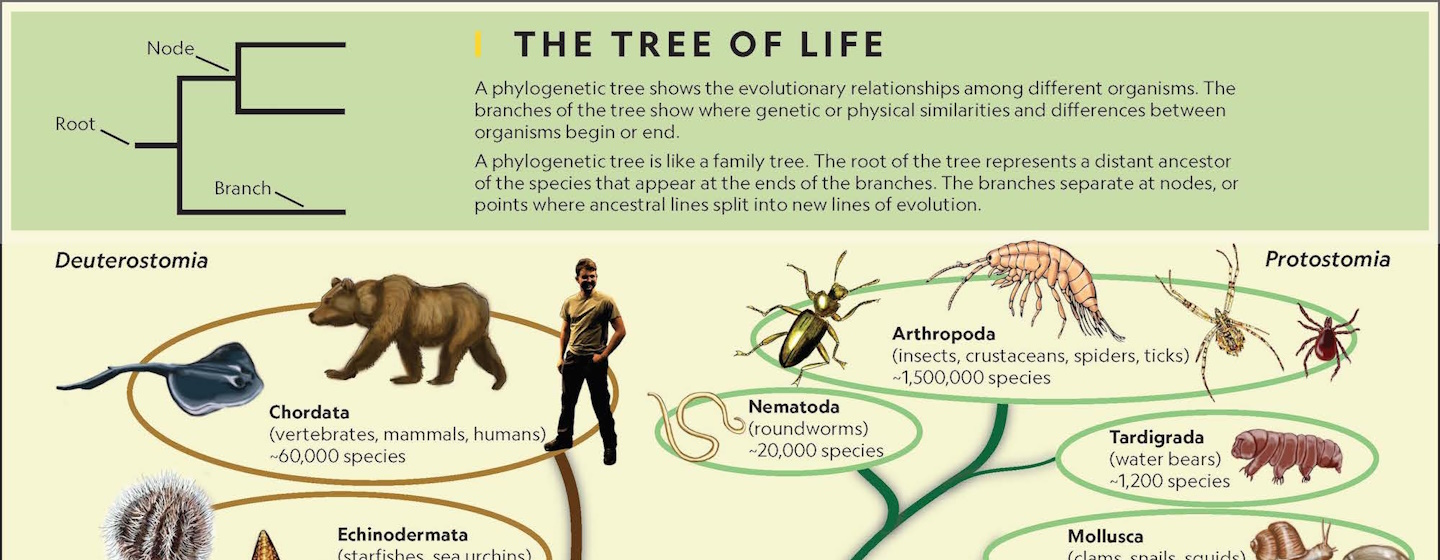 THE TREE OF LIFE
A phylogenetic tree shows the evolutionary relationships among different organisms. The
branches of the tree show where genetic or physical similarities and differences between
organisms begin or end.
A phylogenetic tree is like a family tree. The root of the tree represents a distant ancestor
of the species that appear at the ends of the branches. The branches separate at nodes, or
points where ancestral lines split into new lines of evolution.
Node
Root
Branch
Deuterostomia
Protostomia
Chordata
(vertebrates, mammals, humans)
~60,000 species
Arthropoda
(insects, crustaceans, spiders, ticks)
~1,500,000 species
Nematoda
(roundworms)
~20,000 species
Tardigrada
(water bears)
~1,200 species
Echinodermata
(starfishes, sea urchins)
Mollusca
(clams, snails, squids)